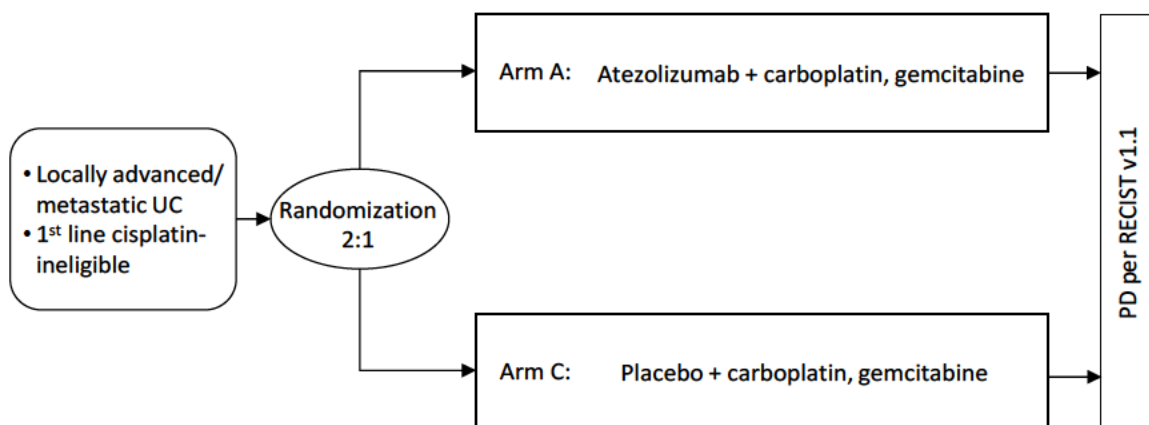 • Locally advanced/
metastatic UC
• 1st line cisplatin-
ineligible
Randomization
2:1
Arm A: Atezolizumab + carboplatin, gemcitabine
Arm C: Placebo + carboplatin, gemcitabine
PD per RECIST v1.1